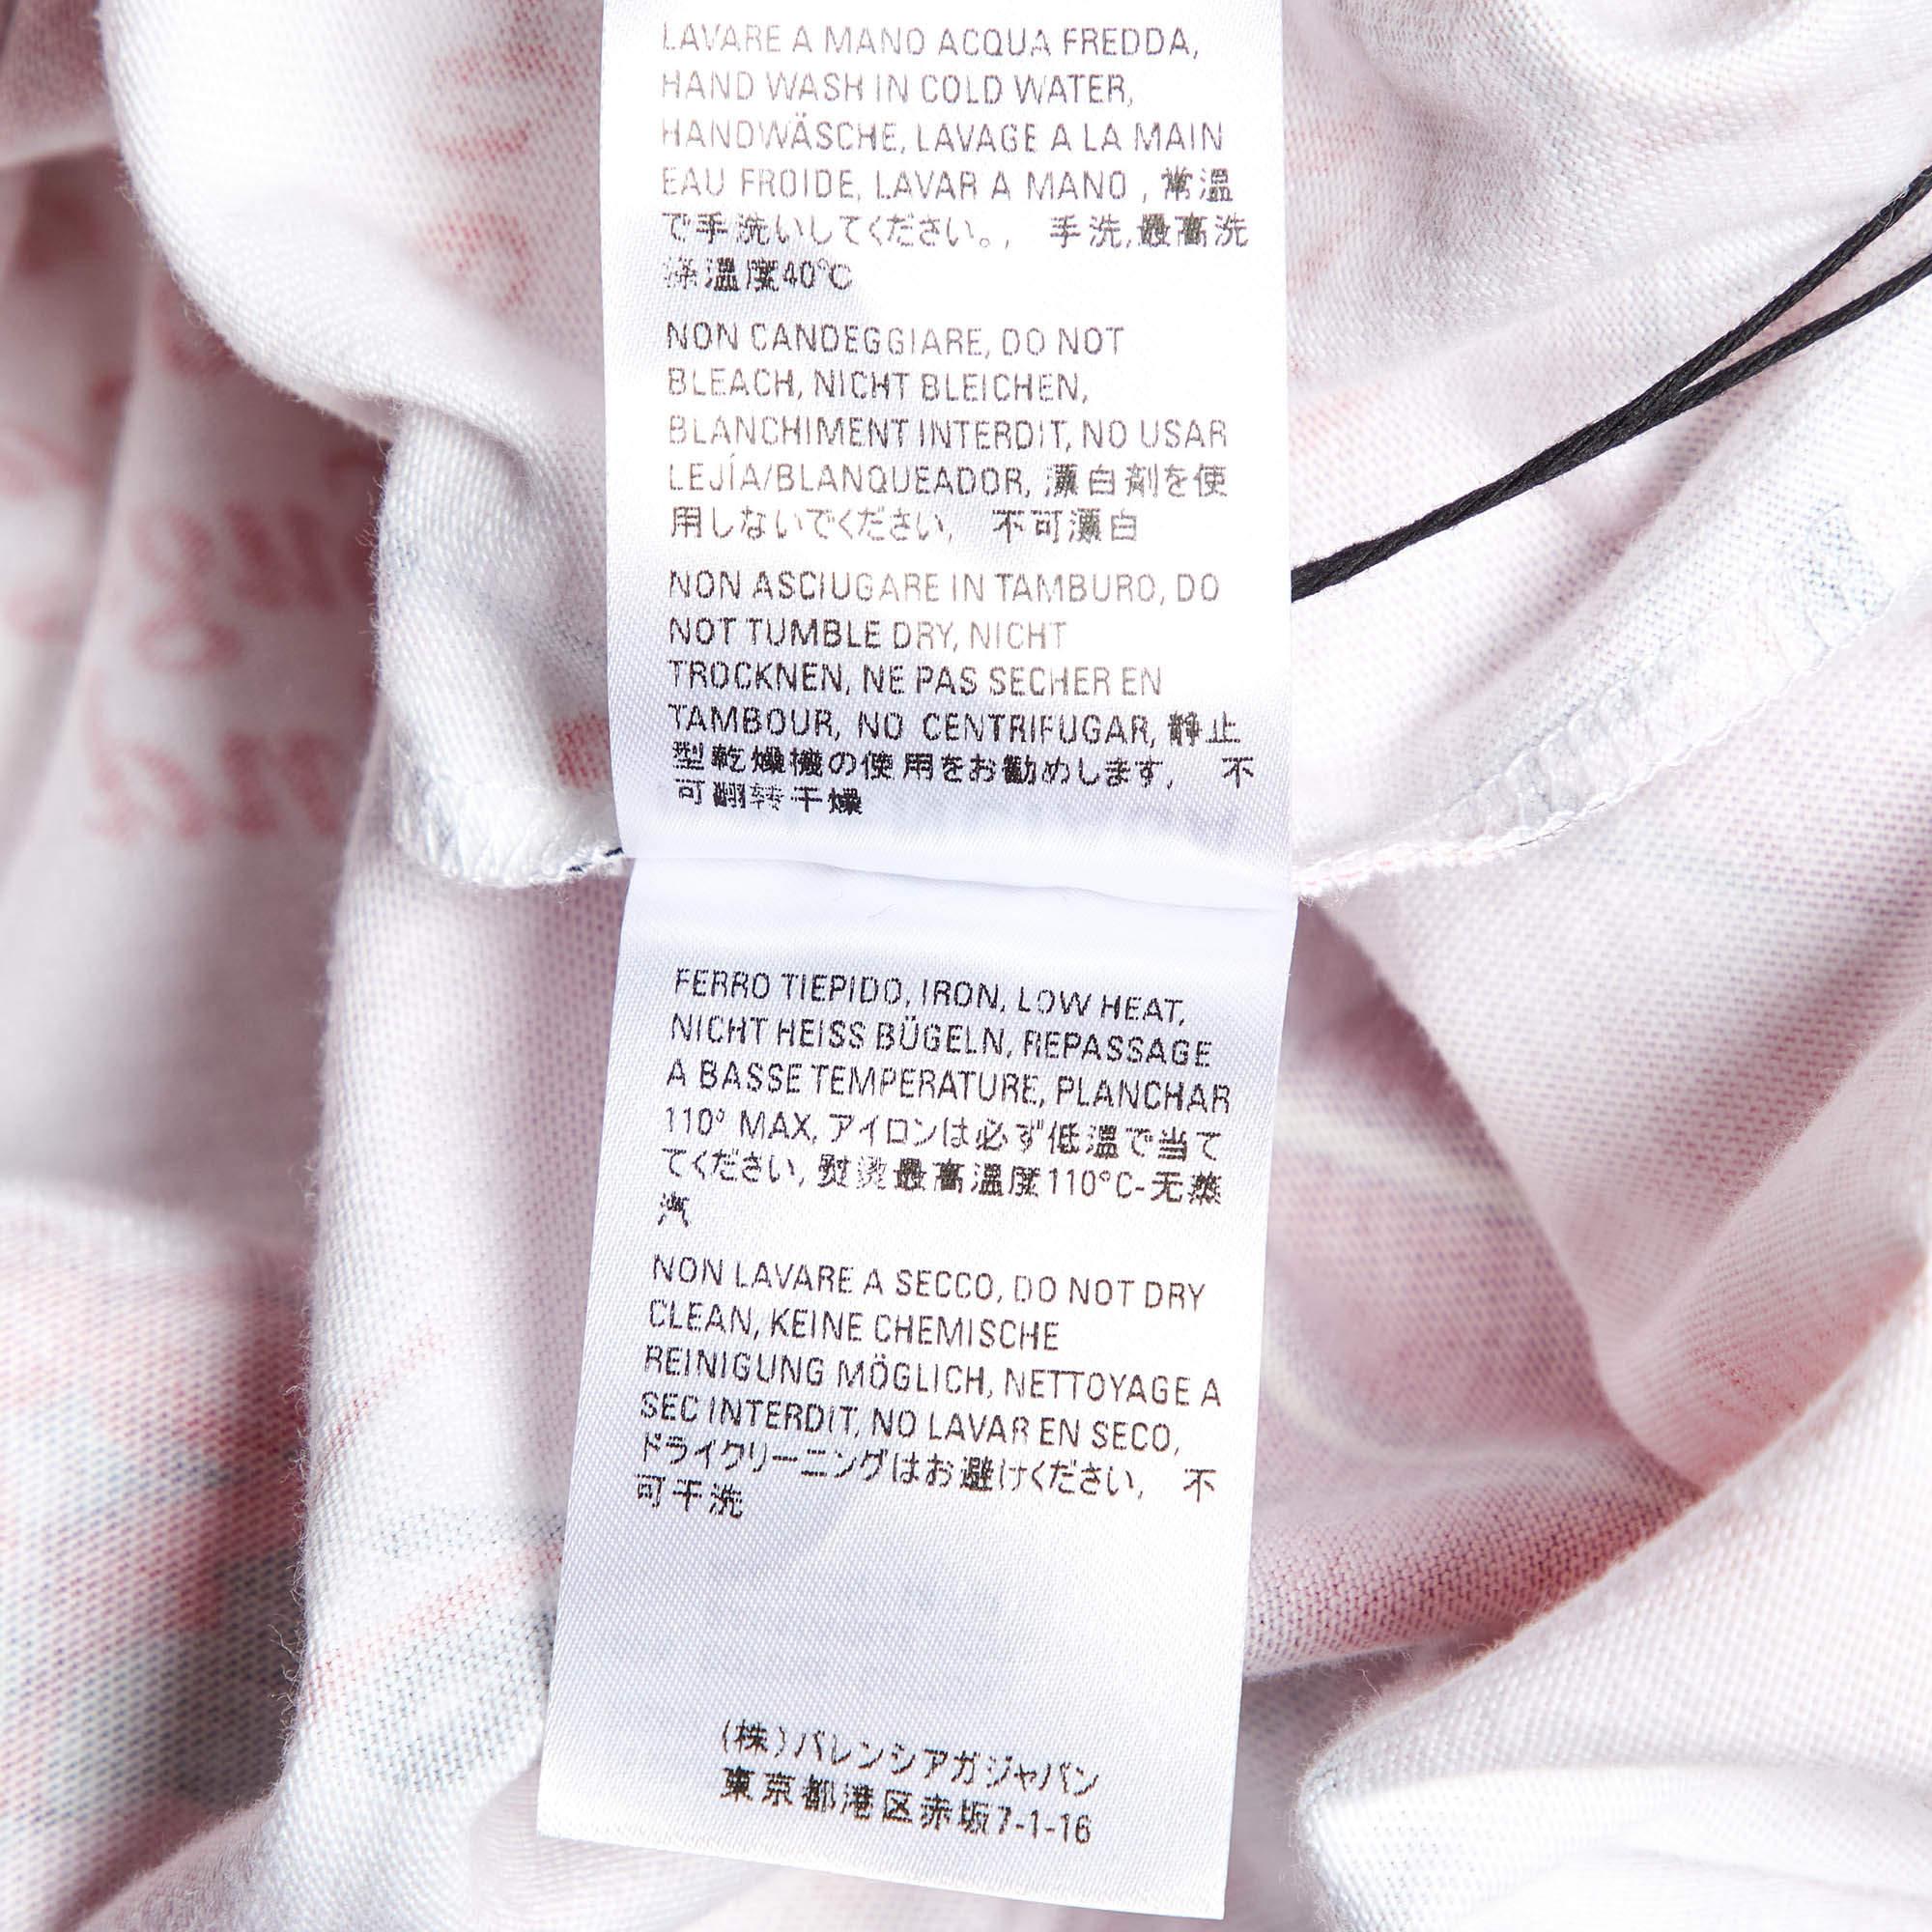 LAVARE A MANO ACQUA FREDDA,
HAND WASH IN COLD WATER,
HANDWÄSCHE, LAVAGE A LA MAIN
EAU FROIDE, LAVAR A MANO , 常温
で手洗いしてください。, 手洗,最高洗
涤温度40°C
NON CANDEGGIARE, DO NOT
BLEACH, NICHT BLEICHEN,
BLANCHIMENT INTERDIT, NO USAR
LEJÍA/BLANQUEADOR, 漂白剤を使
用しないでください, 不可漂白
NON ASCIUGARE IN TAMBURO, DO
NOT TUMBLE DRY, NICHT
TROCKNEN, NE PAS SECHER EN
TAMBOUR, NO CENTRIFUGAR, 静止
型乾燥機の使用をお勧めします, 不
可翻转干燥
FERRO TIEPIDO, IRON, LOW HEAT,
NICHT HEISS BÜGELN, REPASSAGE
A BASSE TEMPERATURE, PLANCHAR
110° MAX, アイロンは必ず低温で当て
てください, 熨烫最高温度110°C-无蒸
汽
NON LAVARE A SECCO, DO NOT DRY
CLEAN, KEINE CHEMISCHE
REINIGUNG MÖGLICH, NETTOYAGE A
SEC INTERDIT, NO LAVAR EN SECO,
ドライクリーニングはお避けください, 不
可干洗
(株)バレンシアガジャパン
東京都港区赤坂7-1-16